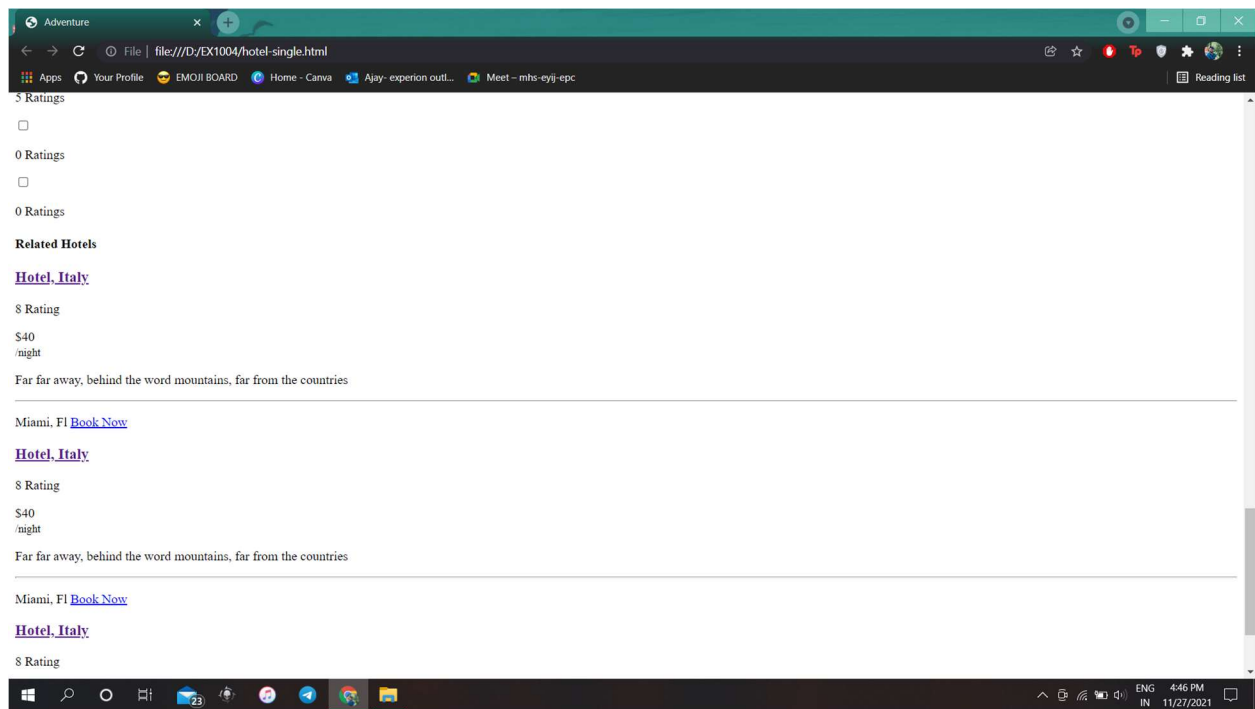 Adventure
File | file:///D:/EX1004/hotel-single.html
Apps Your Profile EMOJI BOARD Home - Canva Ajay- experion outl... Meet – mhs-eyij-epc Reading list
5 Ratings
0 Ratings
0 Ratings
Related Hotels
Hotel, Italy
8 Rating
$40
/night
Far far away, behind the word mountains, far from the countries
Miami, Fl Book Now
Hotel, Italy
8 Rating
$40
/night
Far far away, behind the word mountains, far from the countries
Miami, Fl Book Now
Hotel, Italy
8 Rating
23
ENG 4:46 PM
IN 11/27/2021